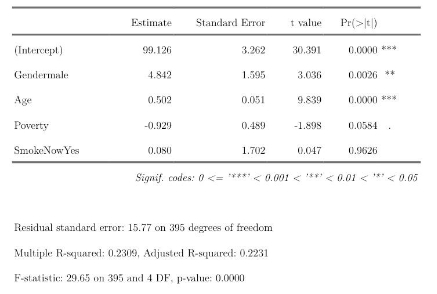 Estimate Standard Error t value Pr(>|t|)
(Intercept) 99.126 3.262 30.391 0.0000 ***
Gendermale 4.842 1.595 3.036 0.0026 **
Age 0.502 0.051 9.839 0.0000 ***
Poverty -0.929 0.489 -1.898 0.0584 .
SmokeNowYes 0.080 1.702 0.047 0.9626
Signif. codes: 0 <= '***' < 0.001 < '**' < 0.01 < '*' < 0.05
Residual standard error: 15.77 on 395 degrees of freedom
Multiple R-squared: 0.2309, Adjusted R-squared: 0.2231
F-statistic: 29.65 on 395 and 4 DF, p-value: 0.0000